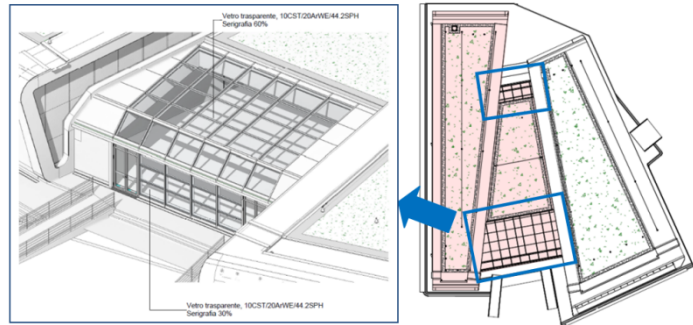 Vetro trasparente, 10CST/20ArWE/44.2SPH
Serigrafia 60%
Vetro trasparente, 10CST/20ArWE/44.2SPH
Serigrafia 30%